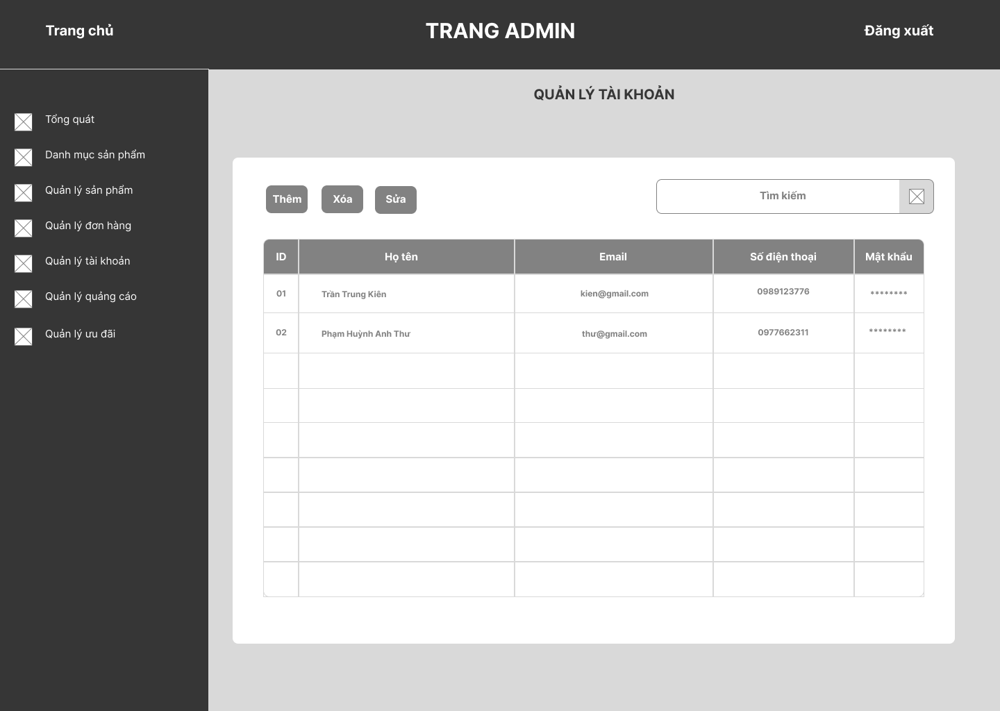 Trang chủ
TRANG ADMIN
Đăng xuất
QUẢN LÝ TÀI KHOẢN
Tổng quát
Danh mục sản phẩm
Quản lý sản phẩm
Quản lý đơn hàng
Quản lý tài khoản
Quản lý quảng cáo
Quản lý ưu đãi
Thêm Xóa Sửa Tìm kiếm
ID Họ tên Email Số điện thoại Mật khẩu
01 Trần Trung Kiên kien@gmail.com 0989123776 ********
02 Phạm Huỳnh Anh Thư thư@gmail.com 0977662311 ********